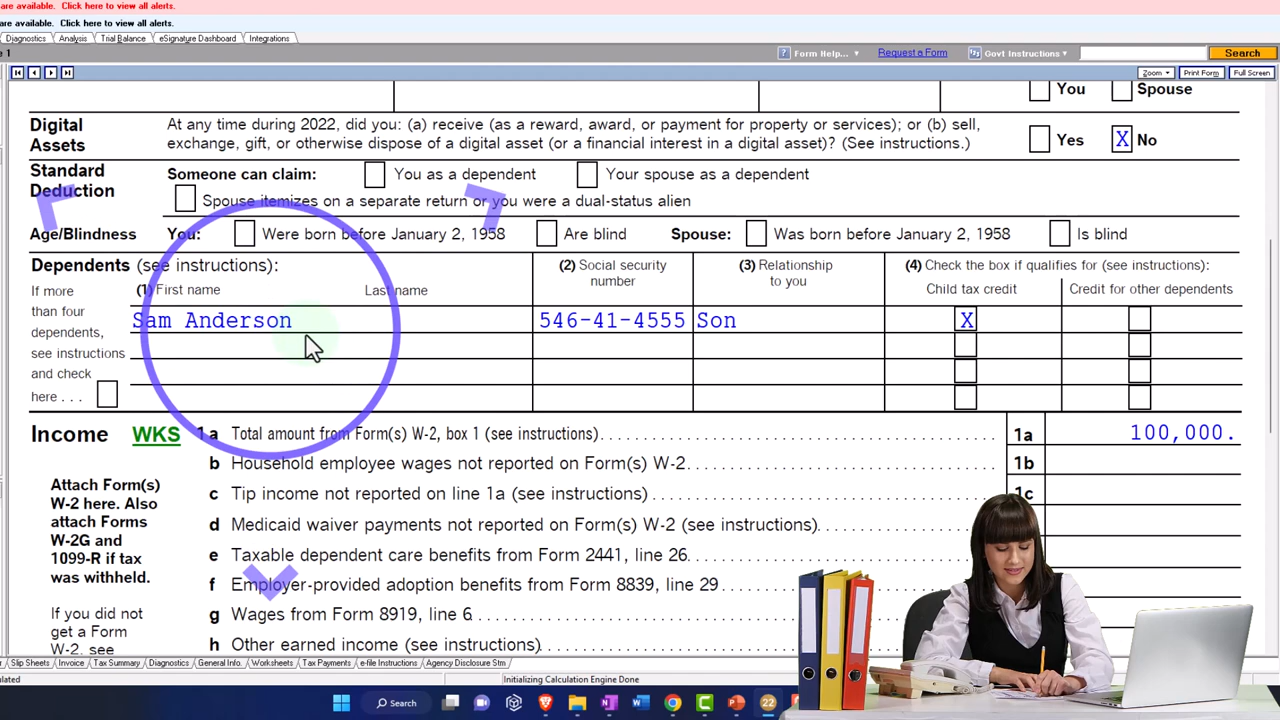 are available. Click here to view all alerts.
are available. Click here to view all alerts.
Diagnostics Analysis Trial Balance eSignature Dashboard Integrations
1 Form Help... Request a Form Govt Instructions Search
Zoom Print Form Full Screen
You Spouse
Digital Assets At any time during 2022, did you: (a) receive (as a reward, award, or payment for property or services); or (b) sell,
exchange, gift, or otherwise dispose of a digital asset (or a financial interest in a digital asset)? (See instructions.) Yes X No
Standard Deduction Someone can claim: You as a dependent Your spouse as a dependent
Spouse itemizes on a separate return or you were a dual-status alien
Age/Blindness You: Were born before January 2, 1958 Are blind Spouse: Was born before January 2, 1958 Is blind
Dependents (see instructions): (2) Social security number (3) Relationship to you (4) Check the box if qualifies for (see instructions):
(1) First name Last name Child tax credit Credit for other dependents
If more
than four
dependents,
see instructions
and check
here . . .
Sam Anderson 546-41-4555 Son X
Income WKS 1a Total amount from Form(s) W-2, box 1 (see instructions) 1a 100,000.
b Household employee wages not reported on Form(s) W-2 1b
c Tip income not reported on line 1a (see instructions) 1c
d Medicaid waiver payments not reported on Form(s) W-2 (see instructions)
e Taxable dependent care benefits from Form 2441, line 26
f Employer-provided adoption benefits from Form 8839, line 29
g Wages from Form 8919, line 6
h Other earned income (see instructions)
Attach Form(s)
W-2 here. Also
attach Forms
W-2G and
1099-R if tax
was withheld.
If you did not
get a Form
W-2, see
Slip Sheets Invoice Tax Summary Diagnostics General Info. Worksheets Tax Payments e-file Instructions Agency Disclosure Stm
Initializing Calculation Engine Done
Search
22